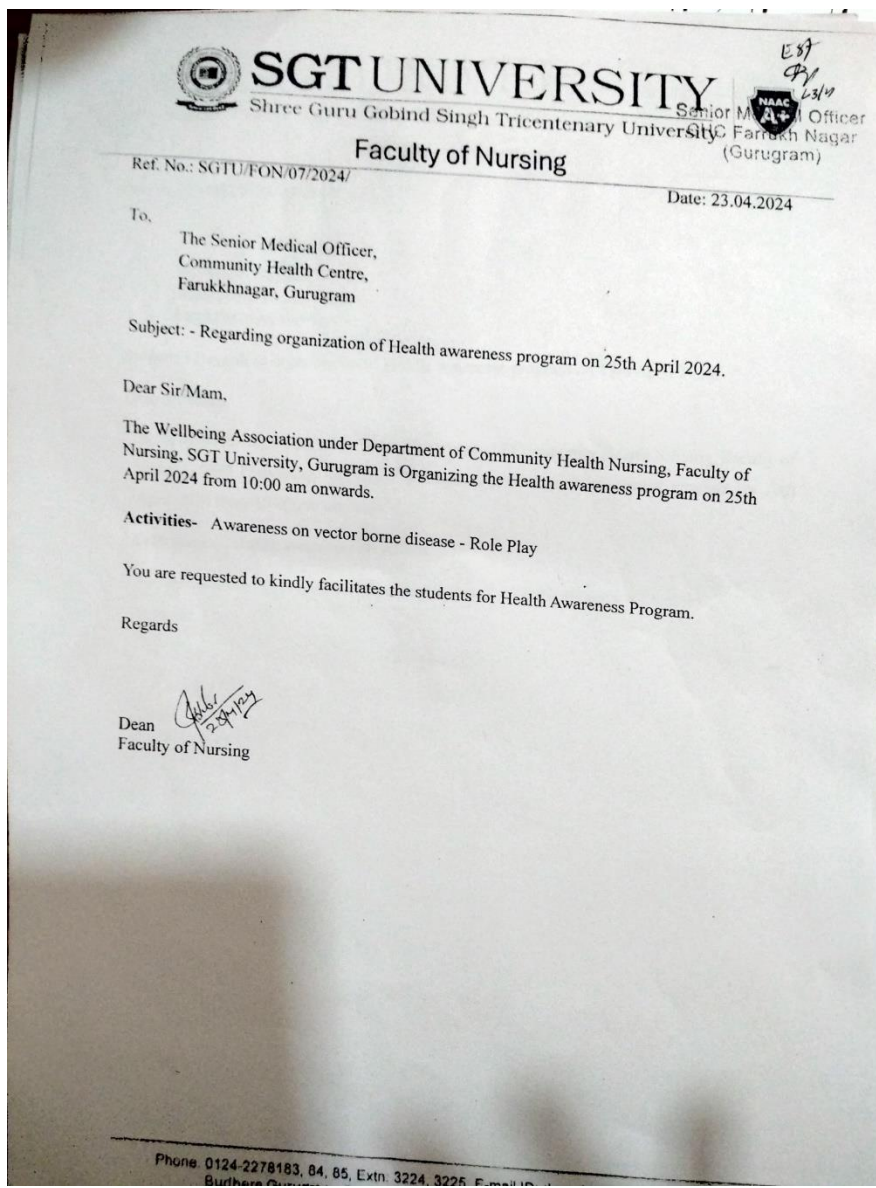 SGT UNIVERSITY
Shree Guru Gobind Singh Tricentenary University
NAAC
A+
Senior Officer
CHC Farrukh Nagar
(Gurugram)
Faculty of Nursing
Ref. No.: SGTU/FON/07/2024/
Date: 23.04.2024
To,
The Senior Medical Officer,
Community Health Centre,
Farukkhnagar, Gurugram
Subject: - Regarding organization of Health awareness program on 25th April 2024.
Dear Sir/Mam,
The Wellbeing Association under Department of Community Health Nursing, Faculty of
Nursing, SGT University, Gurugram is Organizing the Health awareness program on 25th
April 2024 from 10:00 am onwards.
Activities- Awareness on vector borne disease - Role Play
You are requested to kindly facilitates the students for Health Awareness Program.
Regards
Dean
Faculty of Nursing
Phone: 0124-2278183, 84, 85, Extn. 3224, 3225, E-mail